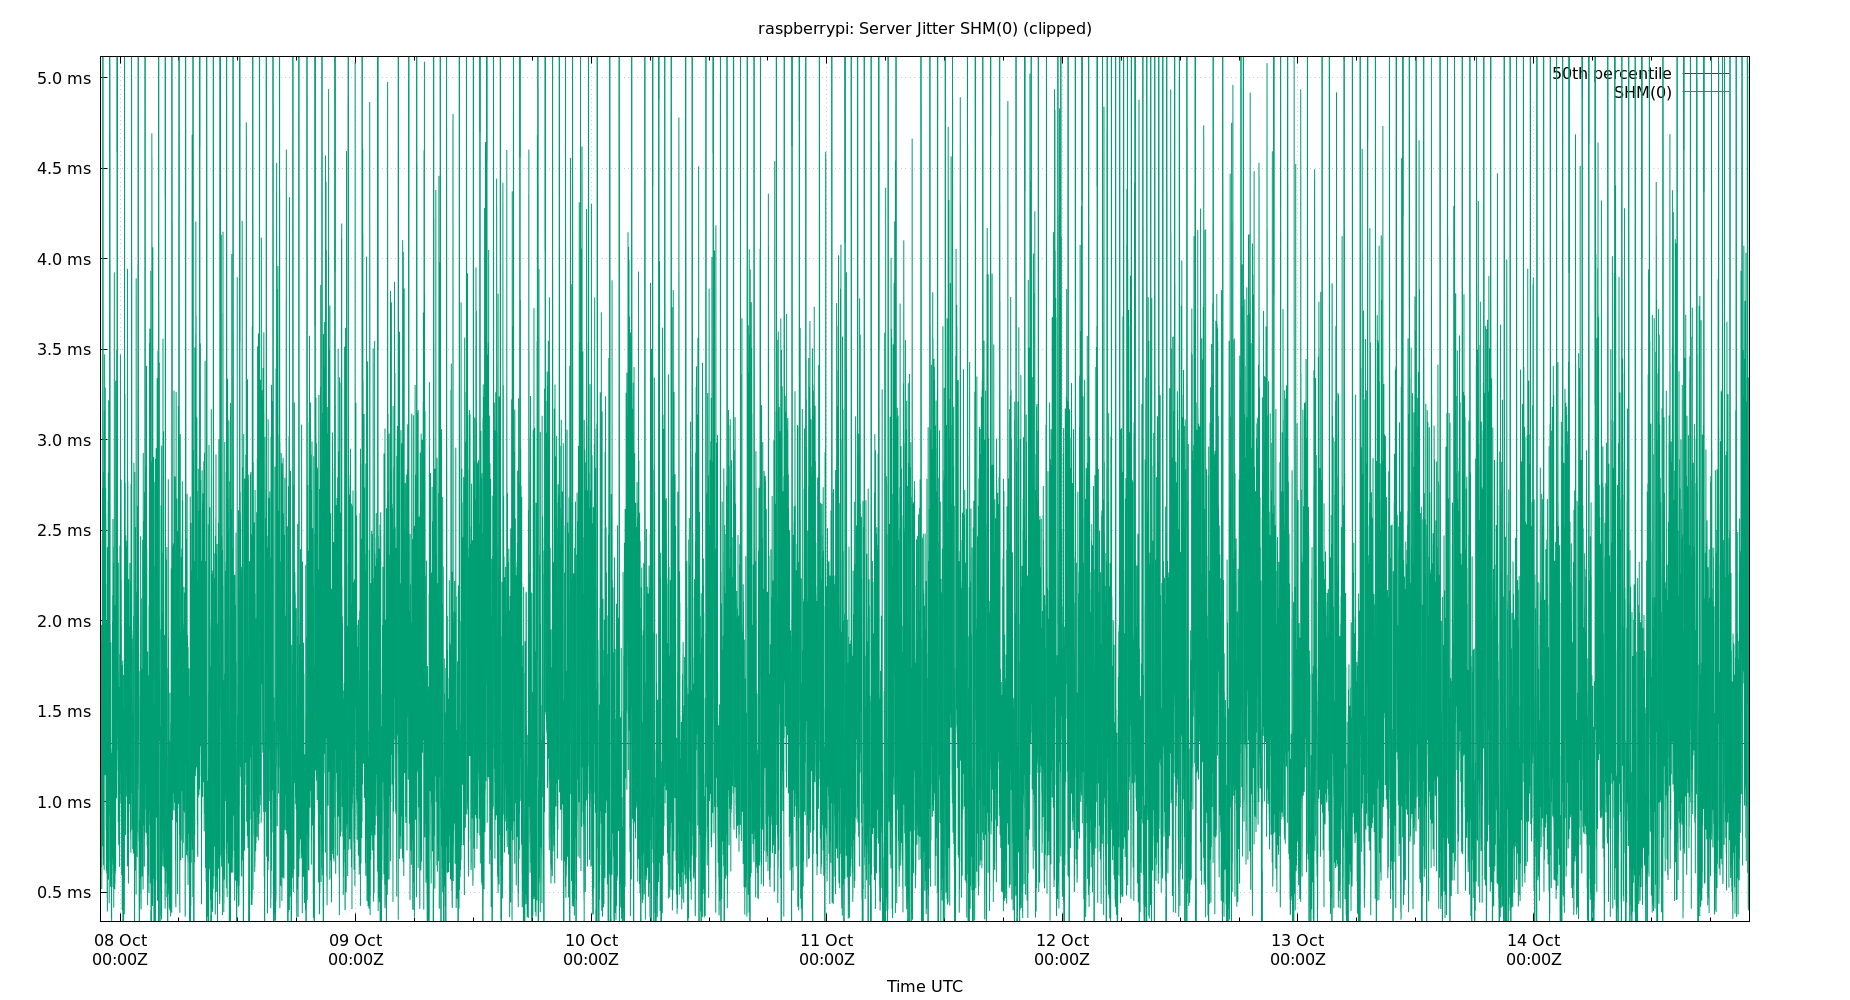 raspberrypi: Server Jitter SHM(0) (clipped)
50th percentile
SHM(0)
5.0 ms
4.5 ms
4.0 ms
3.5 ms
3.0 ms
2.5 ms
2.0 ms
1.5 ms
1.0 ms
0.5 ms
08 Oct 09 Oct 10 Oct 11 Oct 12 Oct 13 Oct 14 Oct
00:00Z 00:00Z 00:00Z 00:00Z 00:00Z 00:00Z 00:00Z
Time UTC